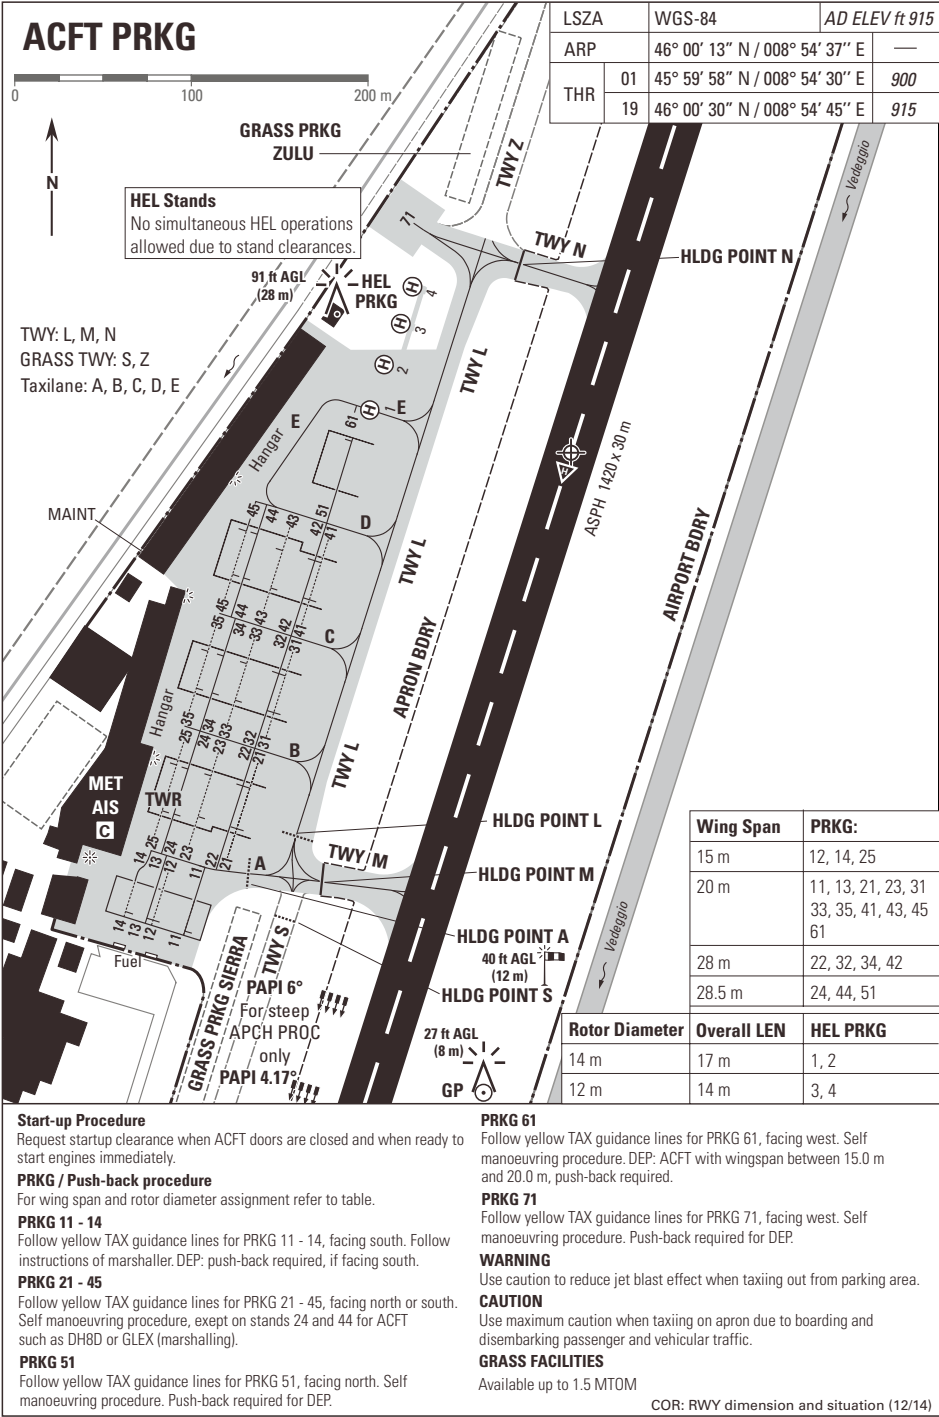 ACFT PRKG
0 100 200 m
LSZA WGS-84 AD ELEV ft 915
ARP 46° 00' 13" N / 008° 54' 37'' E —
THR 01 45° 59' 58" N / 008° 54' 30'' E 900
19 46° 00' 30" N / 008° 54' 45'' E 915
N
GRASS PRKG
ZULU
TWY Z
Vedeggio
HEL Stands
No simultaneous HEL operations
allowed due to stand clearances.
71
TWY N
HLDG POINT N
91 ft AGL
(28 m)
HEL
PRKG
H 4
H 3
H 2
H 1
TWY: L, M, N
GRASS TWY: S, Z
Taxilane: A, B, C, D, E
TWY L
E
E
61
Hangar
ASPH 1420 x 30 m
H
MAINT
45 44 43 42 51 41
D
TWY L
AIRPORT BDRY
35 45 34 44 33 43 32 42 31 41
C
APRON BDRY
Hangar
25 35 24 34 23 33 22 32 21 31
B
TWY L
MET
AIS
C
TWR
HLDG POINT L
14 25 13 24 12 23 11 22 21
A
TWY M
HLDG POINT M
14 13 12 11
Fuel
HLDG POINT A
40 ft AGL
(12 m)
HLDG POINT S
Vedeggio
GRASS PRKG SIERRA
TWY S
PAPI 6°
For steep
APCH PROC
only
PAPI 4.17°
27 ft AGL
(8 m)
GP
Wing Span PRKG:
15 m 12, 14, 25
20 m 11, 13, 21, 23, 31
33, 35, 41, 43, 45
61
28 m 22, 32, 34, 42
28.5 m 24, 44, 51
Rotor Diameter Overall LEN HEL PRKG
14 m 17 m 1, 2
12 m 14 m 3, 4
Start-up Procedure
Request startup clearance when ACFT doors are closed and when ready to
start engines immediately.
PRKG / Push-back procedure
For wing span and rotor diameter assignment refer to table.
PRKG 11 - 14
Follow yellow TAX guidance lines for PRKG 11 - 14, facing south. Follow
instructions of marshaller. DEP: push-back required, if facing south.
PRKG 21 - 45
Follow yellow TAX guidance lines for PRKG 21 - 45, facing north or south.
Self manoeuvring procedure, exept on stands 24 and 44 for ACFT
such as DH8D or GLEX (marshalling).
PRKG 51
Follow yellow TAX guidance lines for PRKG 51, facing north. Self
manoeuvring procedure. Push-back required for DEP.
PRKG 61
Follow yellow TAX guidance lines for PRKG 61, facing west. Self
manoeuvring procedure. DEP: ACFT with wingspan between 15.0 m
and 20.0 m, push-back required.
PRKG 71
Follow yellow TAX guidance lines for PRKG 71, facing west. Self
manoeuvring procedure. Push-back required for DEP.
WARNING
Use caution to reduce jet blast effect when taxiing out from parking area.
CAUTION
Use maximum caution when taxiing on apron due to boarding and
disembarking passenger and vehicular traffic.
GRASS FACILITIES
Available up to 1.5 MTOM
COR: RWY dimension and situation (12/14)